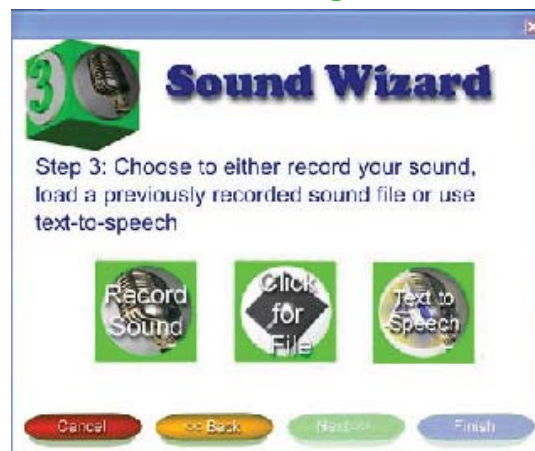 3
Sound Wizard
Step 3: Choose to either record your sound,
load a previously recorded sound file or use
text-to-speech
Record
Sound
Click
for
File
Text to
Speech
Cancel
<< Back
Next >>
Finish